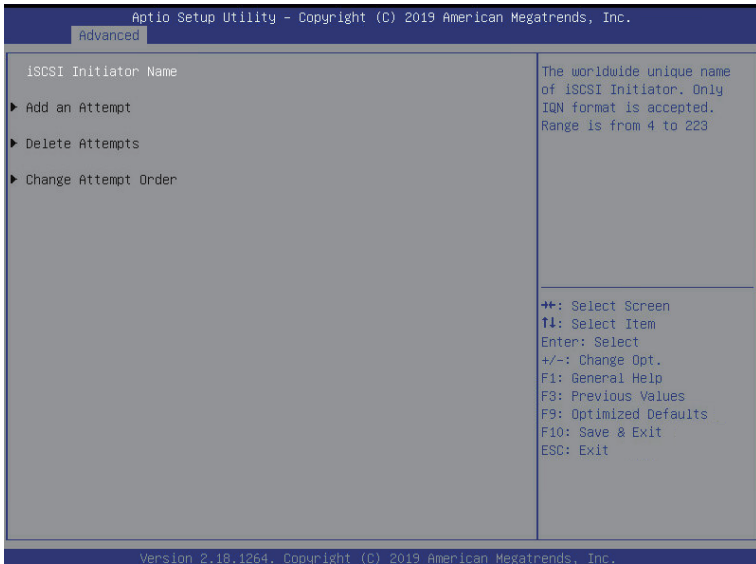 Aptio Setup Utility – Copyright (C) 2019 American Megatrends, Inc.
Advanced
iSCSI Initiator Name
▶ Add an Attempt
▶ Delete Attempts
▶ Change Attempt Order
The worldwide unique name
of iSCSI Initiator. Only
IQN format is accepted.
Range is from 4 to 223
→←: Select Screen
↑↓: Select Item
Enter: Select
+/-: Change Opt.
F1: General Help
F3: Previous Values
F9: Optimized Defaults
F10: Save & Exit
ESC: Exit
Version 2.18.1264. Copyright (C) 2019 American Megatrends, Inc.